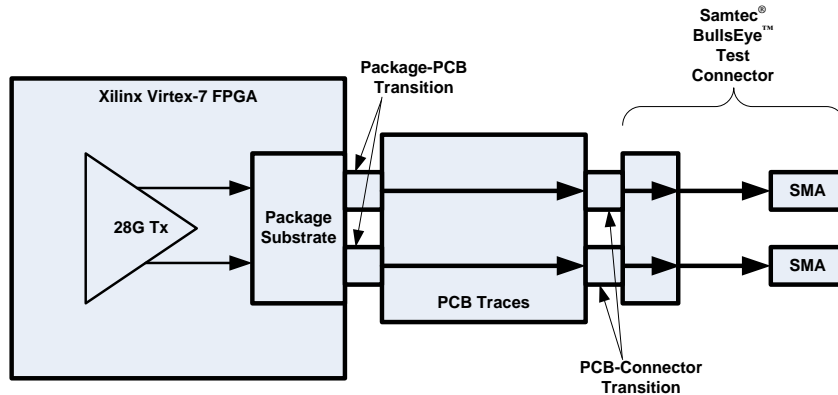 Samtec®
BullsEye™
Test
Connector
Package-PCB
Transition
Xilinx Virtex-7 FPGA
28G Tx
Package
Substrate
SMA
SMA
PCB Traces
PCB-Connector
Transition